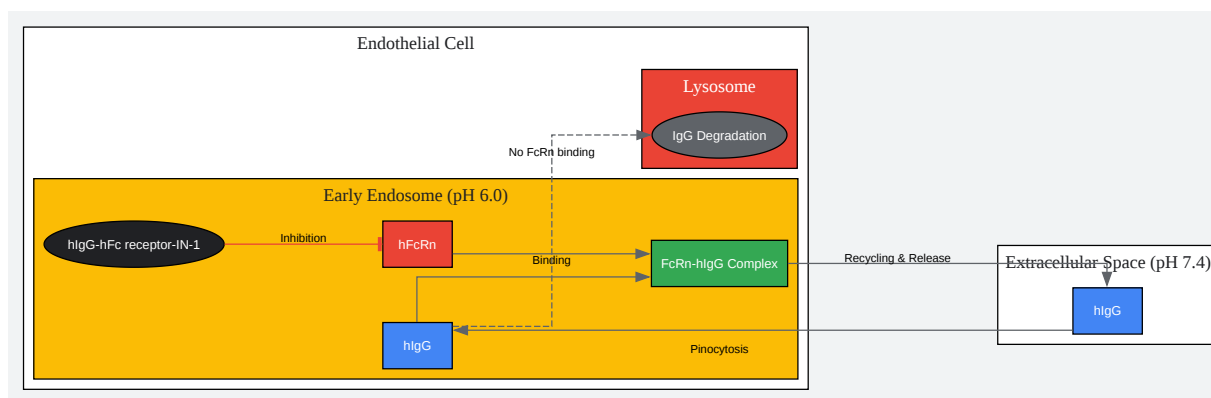 Endothelial Cell
Lysosome
IgG Degradation
No FcRn binding
Early Endosome (pH 6.0)
hIgG-hFc receptor-IN-1
Inhibition
hFcRn
Binding
FcRn-hIgG Complex
Recycling & Release
Extracellular Space (pH 7.4)
hIgG
hIgG
Pinocytosis